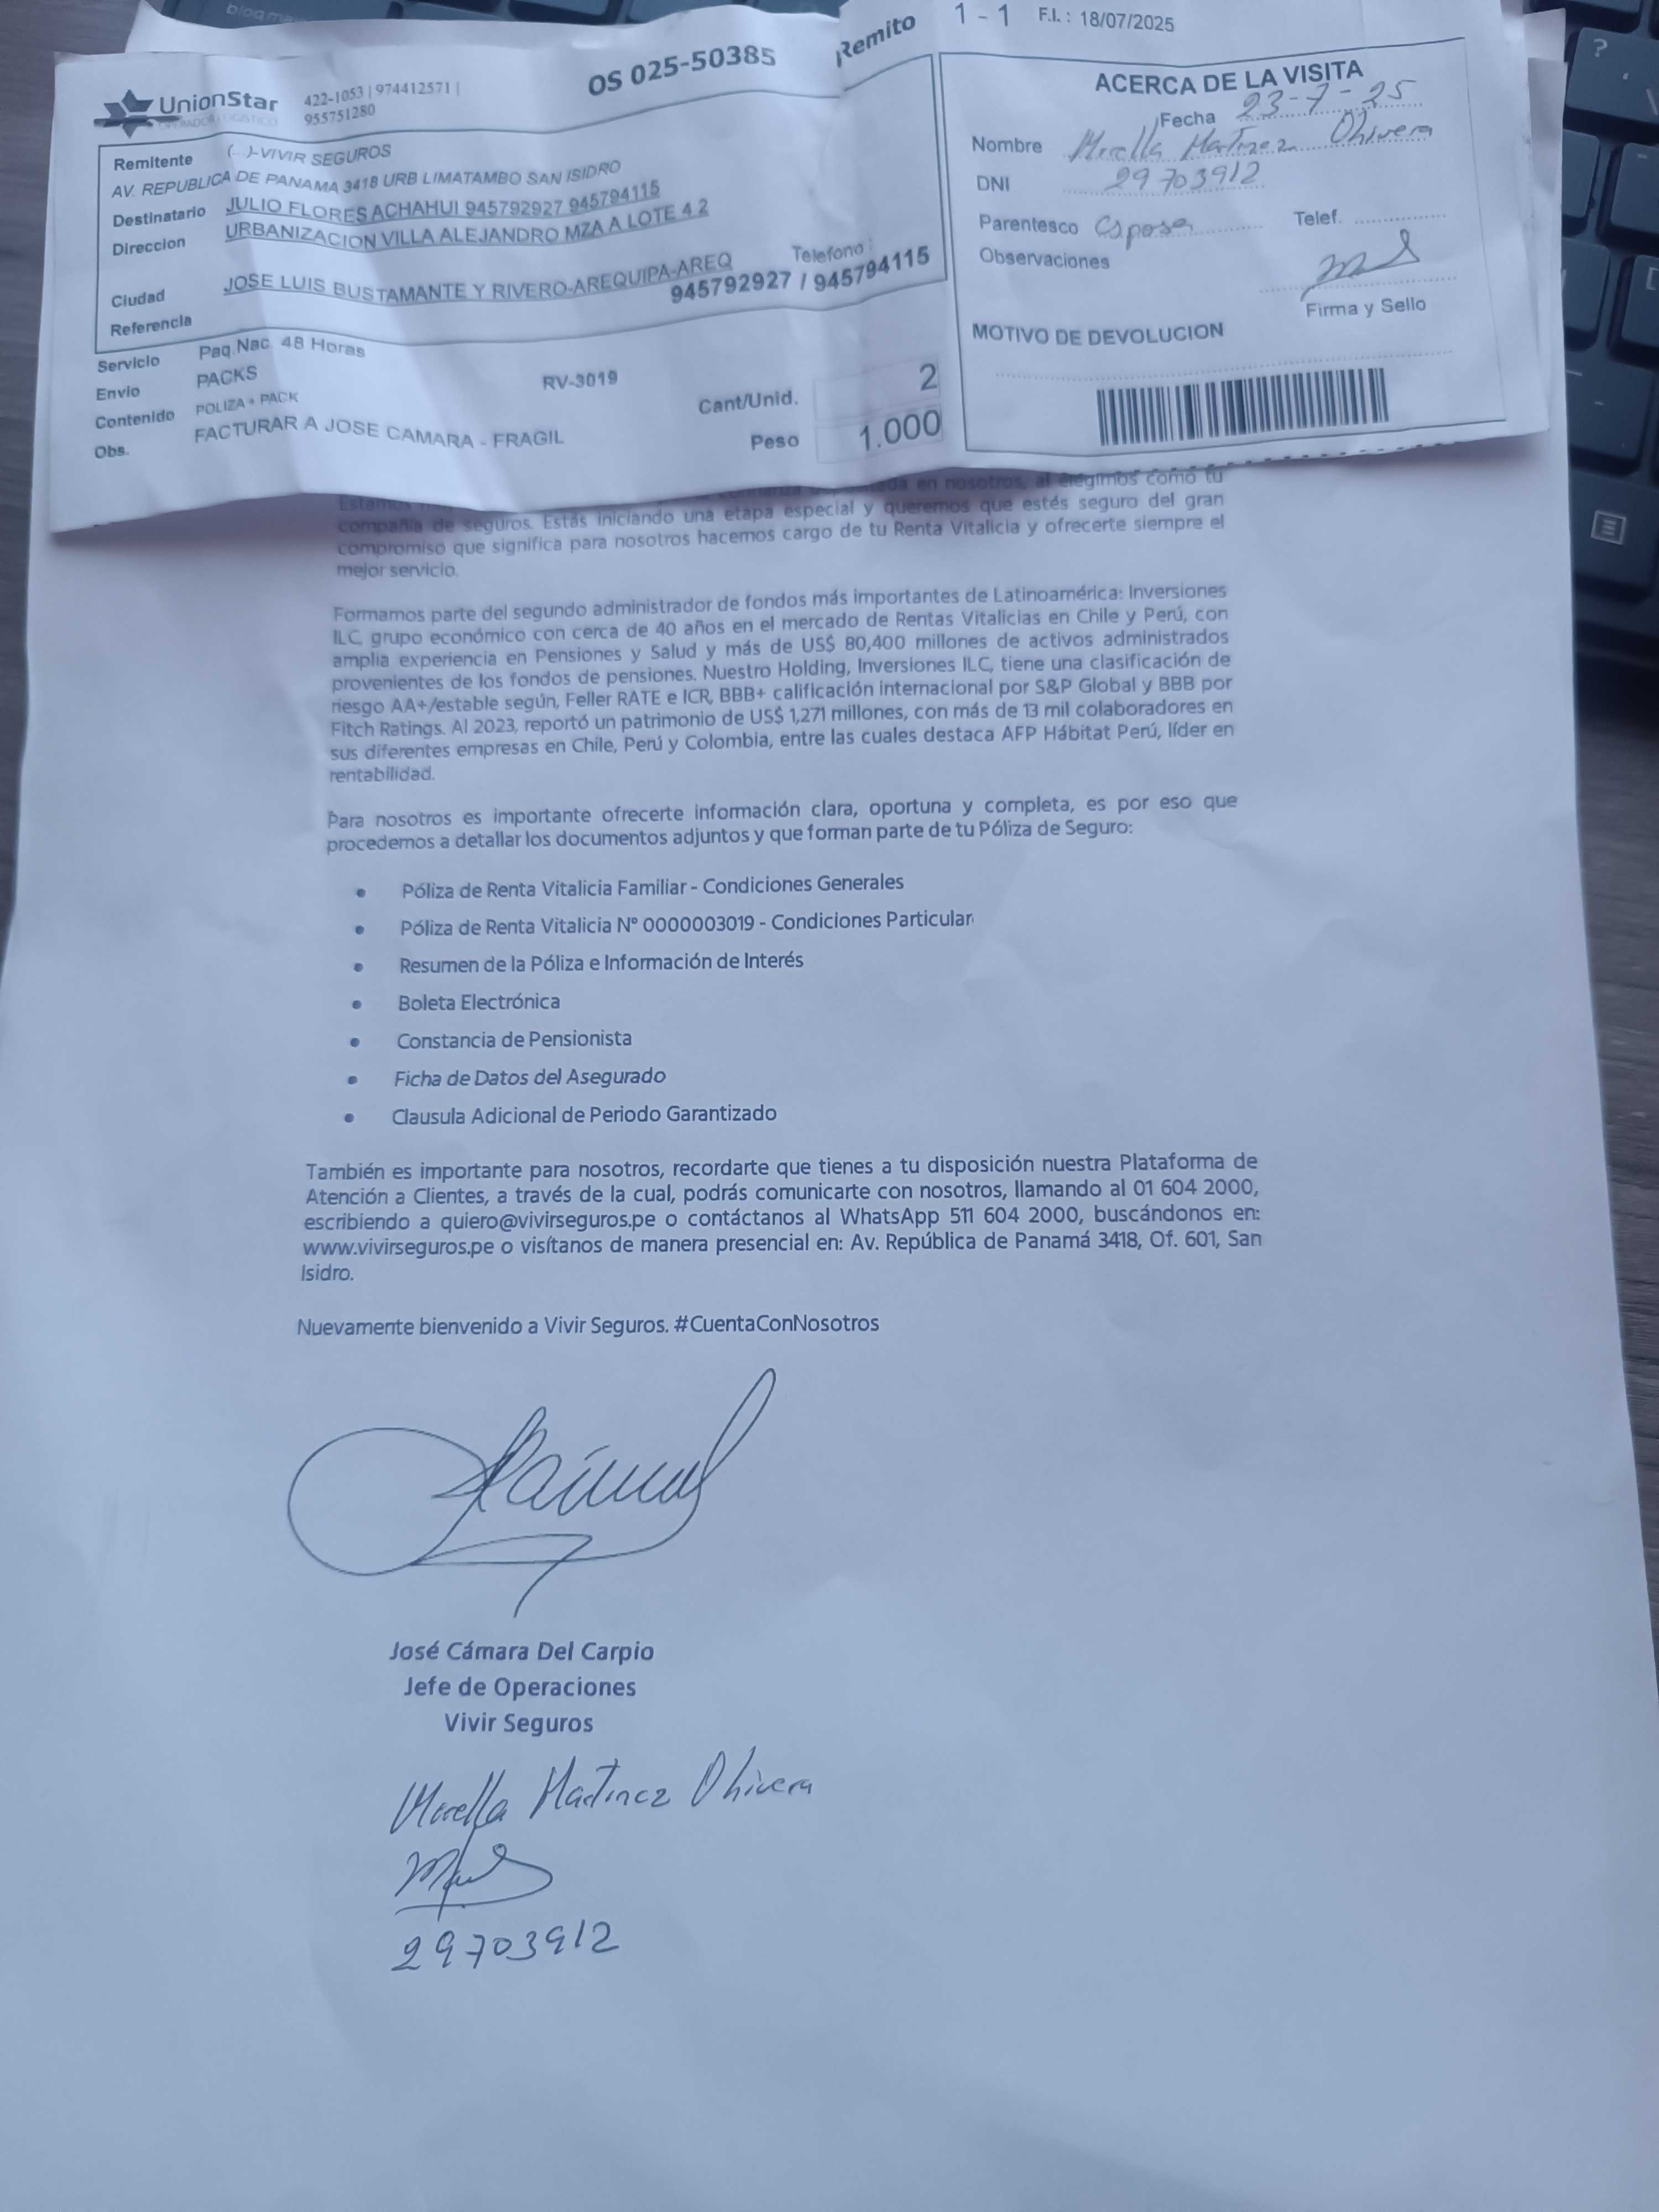 UnionStar
OPERADOR LOGISTICO
422-1053 | 974412571 |
955751280
OS 025-50385
Remito
1 - 1 F.I. : 18/07/2025
Remitente (...)-VIVIR SEGUROS
AV. REPUBLICA DE PANAMA 3418 URB LIMATAMBO SAN ISIDRO
Destinatario JULIO FLORES ACHAHUI 945792927 945794115
Direccion URBANIZACION VILLA ALEJANDRO MZA A LOTE 4 2
Ciudad JOSE LUIS BUSTAMANTE Y RIVERO-AREQUIPA-AREQ
Telefono :
945792927 / 945794115
Referencia
Servicio Paq.Nac. 48 Horas
Envio PACKS
RV-3019
Contenido POLIZA + PACK
Obs. FACTURAR A JOSE CAMARA - FRAGIL
Cant/Unid. 2
Peso 1.000
ACERCA DE LA VISITA
Fecha 23-7-25
Nombre Martinez
DNI 29703912
Parentesco Esposa Telef.
Observaciones
Firma y Sello
MOTIVO DE DEVOLUCION
Estamos en nosotros, al elegirnos como tu
compañía de seguros. Estás iniciando una etapa especial y queremos que estés seguro del gran
compromiso que significa para nosotros hacernos cargo de tu Renta Vitalicia y ofrecerte siempre el
mejor servicio.
Formamos parte del segundo administrador de fondos más importantes de Latinoamérica: Inversiones
ILC, grupo económico con cerca de 40 años en el mercado de Rentas Vitalicias en Chile y Perú, con
amplia experiencia en Pensiones y Salud y más de US$ 80,400 millones de activos administrados
provenientes de los fondos de pensiones. Nuestro Holding, Inversiones ILC, tiene una clasificación de
riesgo AA+/estable según, Feller RATE e ICR, BBB+ calificación internacional por S&P Global y BBB por
Fitch Ratings. Al 2023, reportó un patrimonio de US$ 1,271 millones, con más de 13 mil colaboradores en
sus diferentes empresas en Chile, Perú y Colombia, entre las cuales destaca AFP Hábitat Perú, líder en
rentabilidad.
Para nosotros es importante ofrecerte información clara, oportuna y completa, es por eso que
procedemos a detallar los documentos adjuntos y que forman parte de tu Póliza de Seguro:
• Póliza de Renta Vitalicia Familiar - Condiciones Generales
• Póliza de Renta Vitalicia N° 0000003019 - Condiciones Particular
• Resumen de la Póliza e Información de Interés
• Boleta Electrónica
• Constancia de Pensionista
• Ficha de Datos del Asegurado
• Clausula Adicional de Periodo Garantizado
También es importante para nosotros, recordarte que tienes a tu disposición nuestra Plataforma de
Atención a Clientes, a través de la cual, podrás comunicarte con nosotros, llamando al 01 604 2000,
escribiendo a quiero@vivirseguros.pe o contáctanos al WhatsApp 511 604 2000, buscándonos en:
www.vivirseguros.pe o visítanos de manera presencial en: Av. República de Panamá 3418, Of. 601, San
Isidro.
Nuevamente bienvenido a Vivir Seguros. #CuentaConNosotros
José Cámara Del Carpio
Jefe de Operaciones
Vivir Seguros
Martinez
29703912